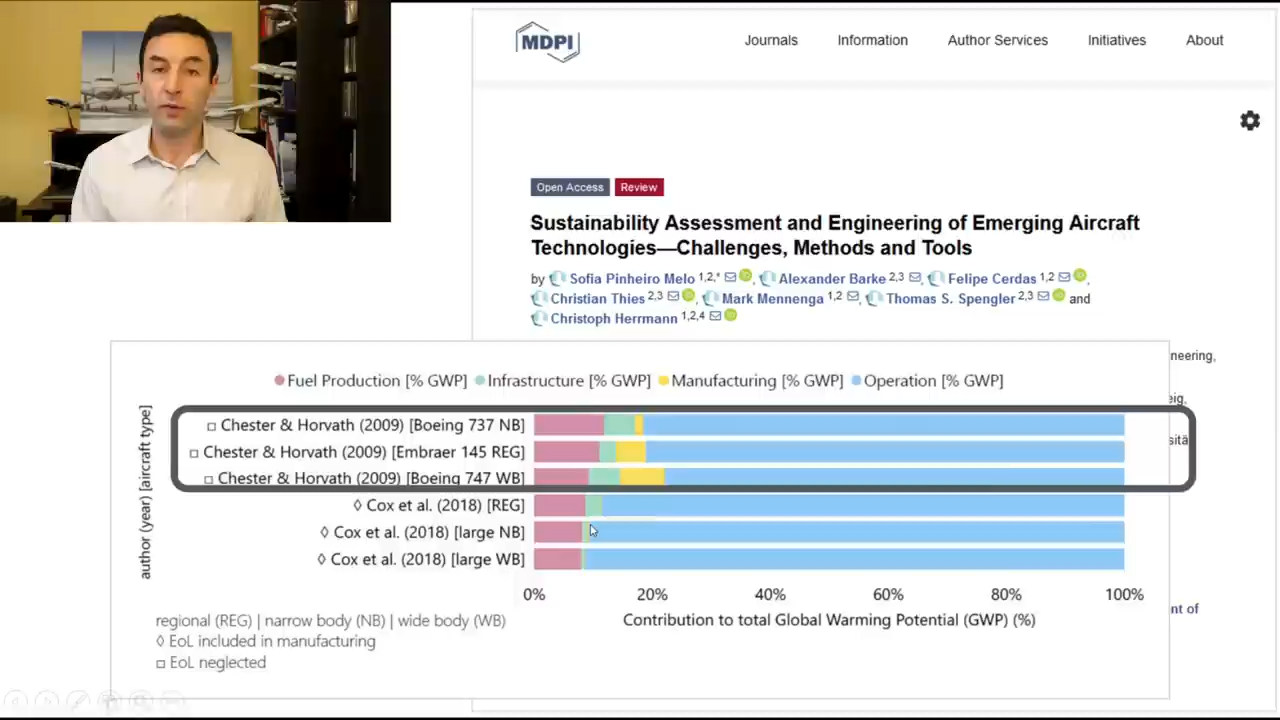 MDPI
Journals Information Author Services Initiatives About
Open Access Review
Sustainability Assessment and Engineering of Emerging Aircraft
Technologies—Challenges, Methods and Tools
by Sofia Pinheiro Melo 1,2,* , Alexander Barke 2,3 , Felipe Cerdas 1,2 ,
Christian Thies 2,3 , Mark Mennenga 1,2 , Thomas S. Spengler 2,3 and
Christoph Herrmann 1,2,4
neering,
eig,
sitä
nt of
Fuel Production [% GWP] Infrastructure [% GWP] Manufacturing [% GWP] Operation [% GWP]
author (year) [aircraft type]
□ Chester & Horvath (2009) [Boeing 737 NB]
□ Chester & Horvath (2009) [Embraer 145 REG]
□ Chester & Horvath (2009) [Boeing 747 WB]
◊ Cox et al. (2018) [REG]
◊ Cox et al. (2018) [large NB]
◊ Cox et al. (2018) [large WB]
0% 20% 40% 60% 80% 100%
Contribution to total Global Warming Potential (GWP) (%)
regional (REG) | narrow body (NB) | wide body (WB)
◊ EoL included in manufacturing
□ EoL neglected